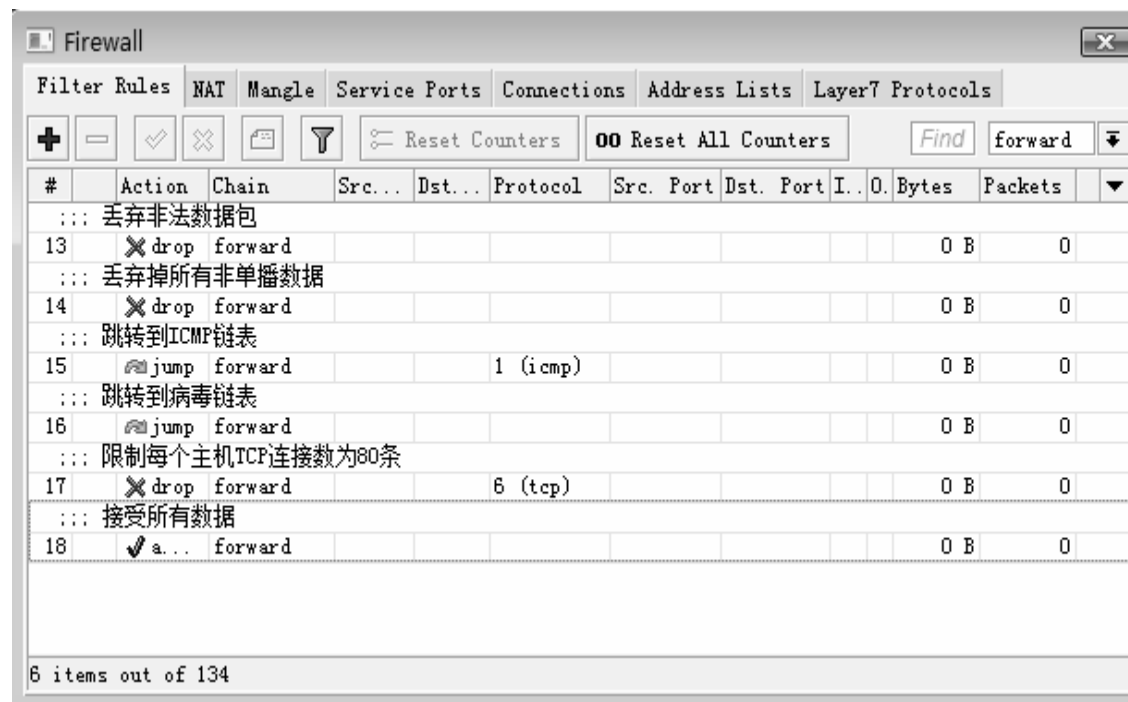 Firewall
Filter Rules NAT Mangle Service Ports Connections Address Lists Layer7 Protocols
Reset Counters 00 Reset All Counters Find forward
# Action Chain Src... Dst... Protocol Src. Port Dst. Port I.. O. Bytes Packets
::: 丢弃非法数据包
13 drop forward 0 B 0
::: 丢弃掉所有非单播数据
14 drop forward 0 B 0
::: 跳转到ICMP链表
15 jump forward 1 (icmp) 0 B 0
::: 跳转到病毒链表
16 jump forward 0 B 0
::: 限制每个主机TCP连接数为80条
17 drop forward 6 (tcp) 0 B 0
::: 接受所有数据
18 a... forward 0 B 0
6 items out of 134